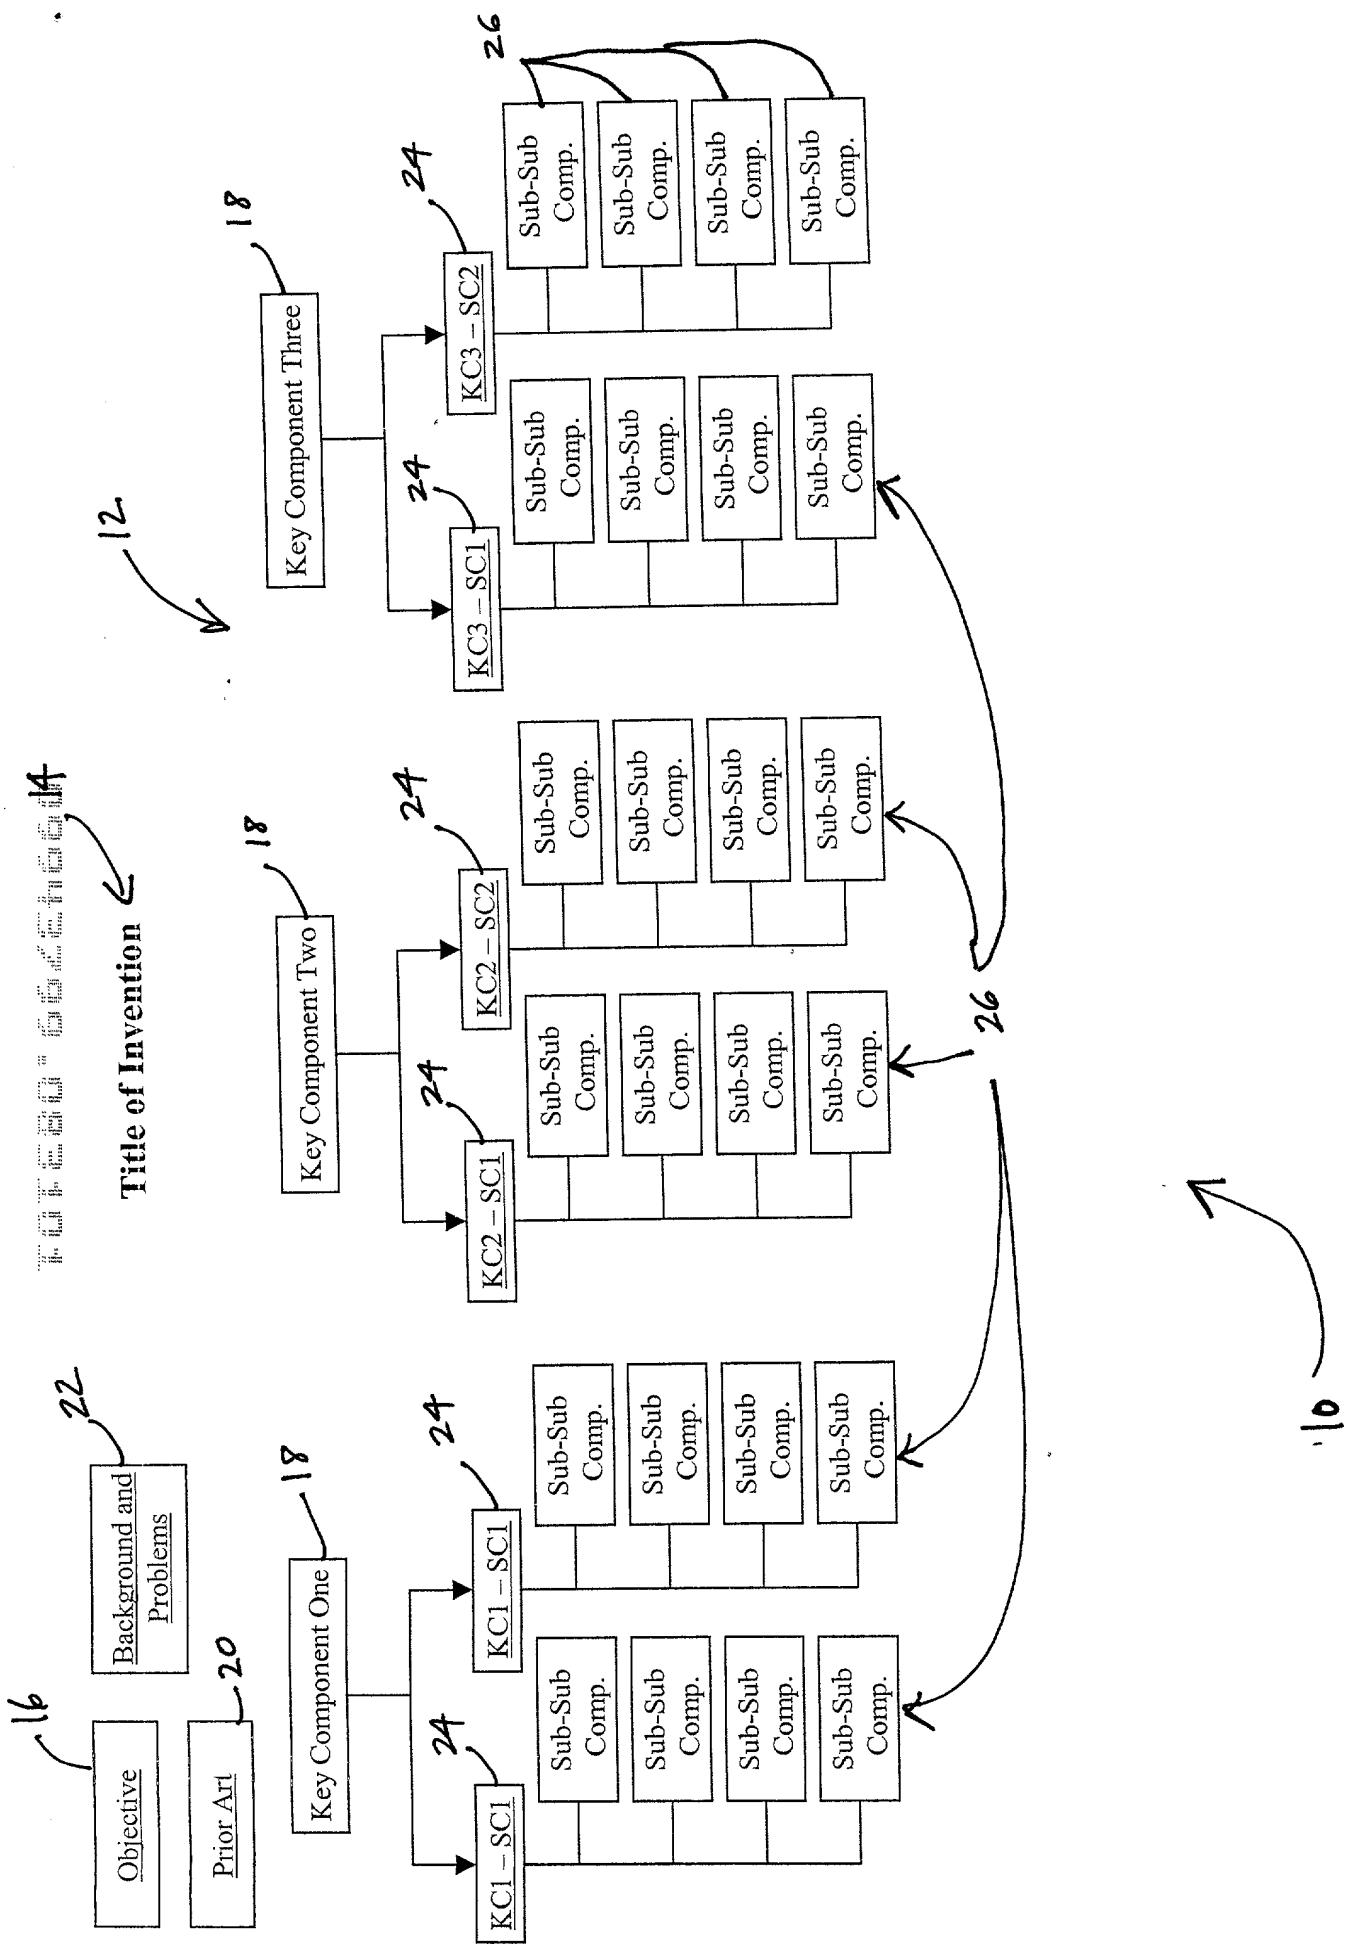 14
Title of Invention
16
Objective
22
Background and
Problems
Prior Art
20
12
Key Component One
18
Key Component Two
18
Key Component Three
18
KC1 – SC1
24
KC1 – SC1
24
KC2 – SC1
24
KC2 – SC2
24
KC3 – SC1
24
KC3 – SC2
24
26
Sub-Sub
Comp.
Sub-Sub
Comp.
Sub-Sub
Comp.
Sub-Sub
Comp.
Sub-Sub
Comp.
Sub-Sub
Comp.
Sub-Sub
Comp.
Sub-Sub
Comp.
Sub-Sub
Comp.
Sub-Sub
Comp.
Sub-Sub
Comp.
Sub-Sub
Comp.
Sub-Sub
Comp.
Sub-Sub
Comp.
Sub-Sub
Comp.
Sub-Sub
Comp.
Sub-Sub
Comp.
Sub-Sub
Comp.
Sub-Sub
Comp.
Sub-Sub
Comp.
Sub-Sub
Comp.
Sub-Sub
Comp.
Sub-Sub
Comp.
Sub-Sub
Comp.
26
10